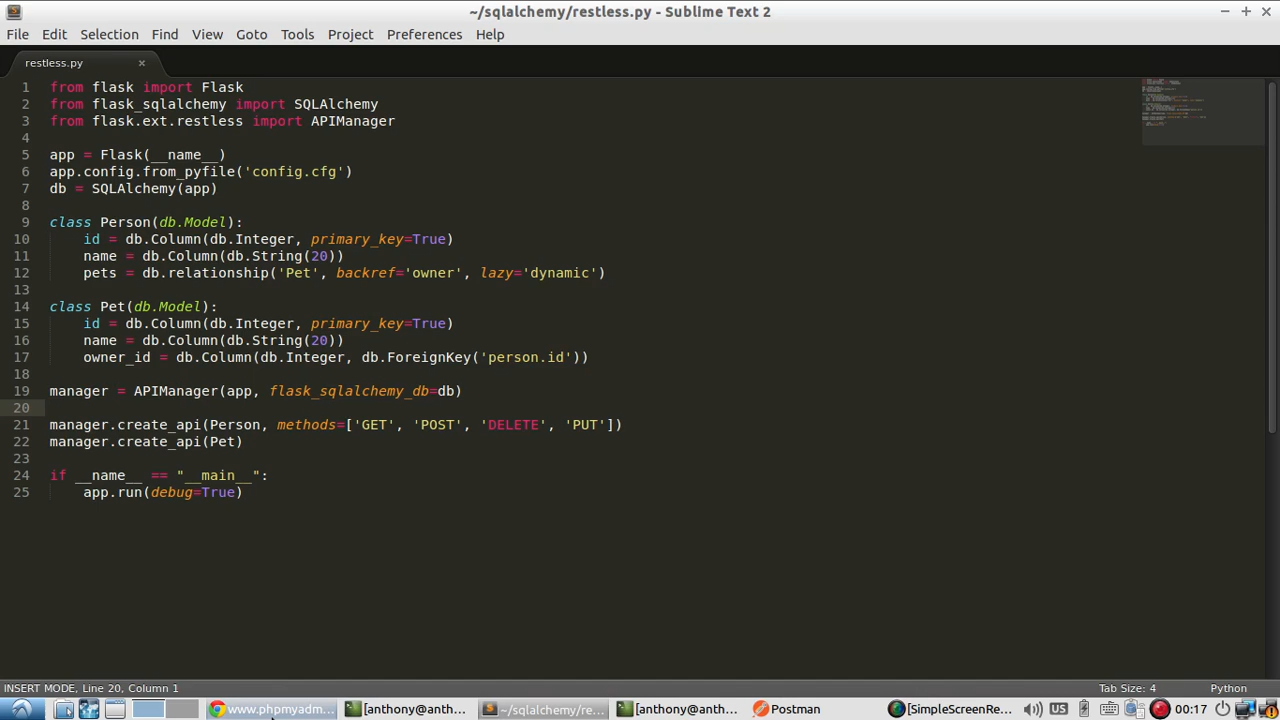 ~/sqlalchemy/restless.py - Sublime Text 2
File Edit Selection Find View Goto Tools Project Preferences Help
restless.py ×
1 from flask import Flask
2 from flask_sqlalchemy import SQLAlchemy
3 from flask.ext.restless import APIManager
4
5 app = Flask(__name__)
6 app.config.from_pyfile('config.cfg')
7 db = SQLAlchemy(app)
8
9 class Person(db.Model):
10 id = db.Column(db.Integer, primary_key=True)
11 name = db.Column(db.String(20))
12 pets = db.relationship('Pet', backref='owner', lazy='dynamic')
13
14 class Pet(db.Model):
15 id = db.Column(db.Integer, primary_key=True)
16 name = db.Column(db.String(20))
17 owner_id = db.Column(db.Integer, db.ForeignKey('person.id'))
18
19 manager = APIManager(app, flask_sqlalchemy_db=db)
20
21 manager.create_api(Person, methods=['GET', 'POST', 'DELETE', 'PUT'])
22 manager.create_api(Pet)
23
24 if __name__ == "__main__":
25 app.run(debug=True)
INSERT MODE, Line 20, Column 1 Tab Size: 4 Python
www.phpmyadm... [anthony@anth... ~/sqlalchemy/re... [anthony@anth... Postman [SimpleScreenRe... US 00:17